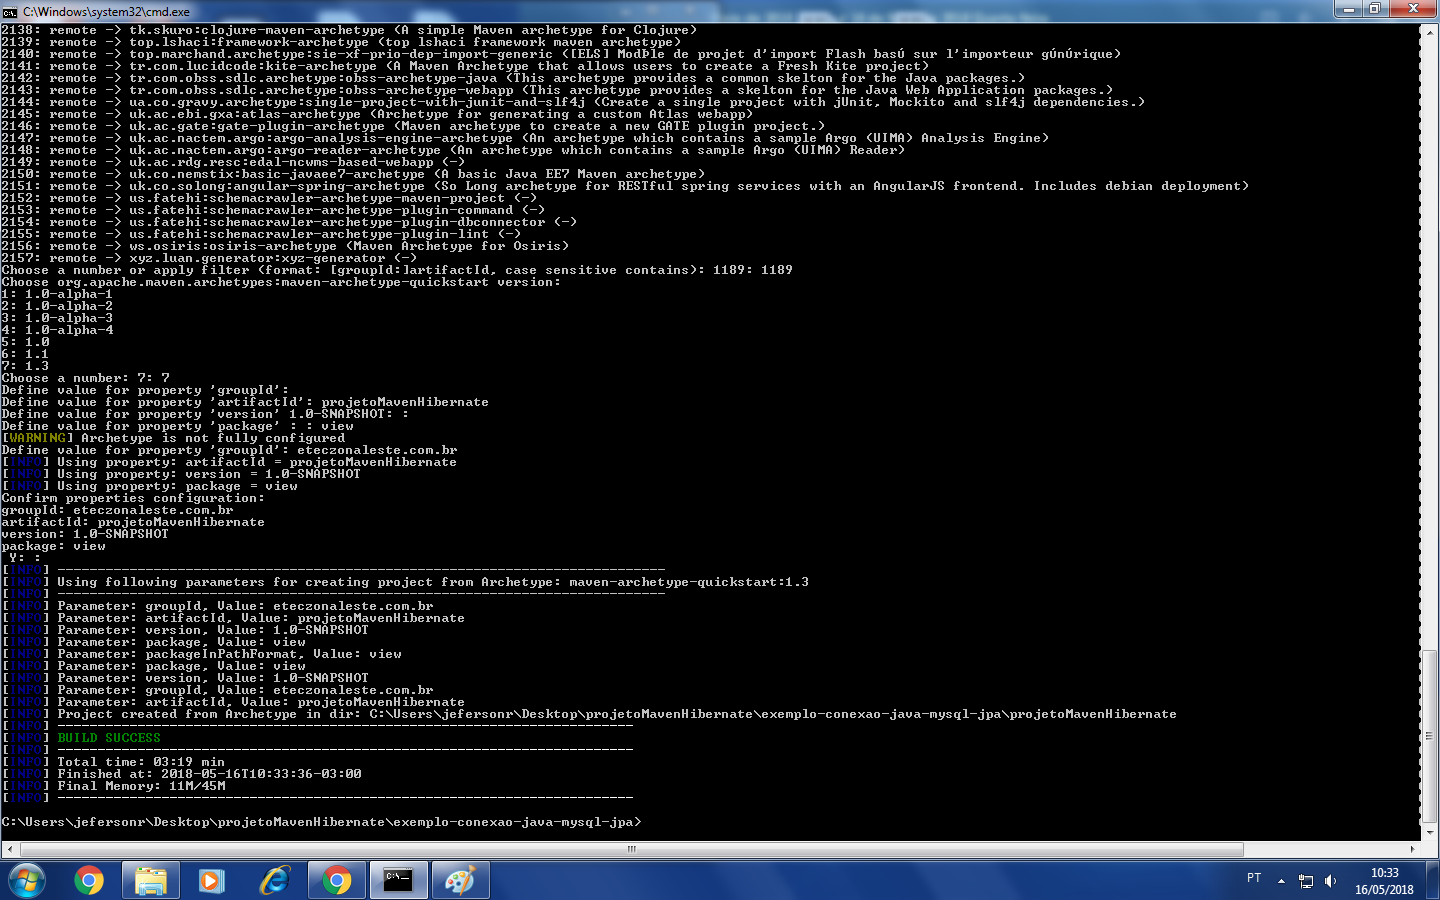 C:\Windows\system32\cmd.exe
2138: remote -> tk.skuro:clojure-maven-archetype (A simple Maven archetype for Clojure)
2139: remote -> top.lshaci:framework-archetype (top lshaci framework maven archetype)
2140: remote -> top.marchand.archetype:sie-xf-prio-dep-import-generic ([ELS] ModÞle de projet d'import Flash basÚ sur l'importeur gÚnÚrique)
2141: remote -> tr.com.lucidcode:kite-archetype (A Maven Archetype that allows users to create a Fresh Kite project)
2142: remote -> tr.com.obss.sdlc.archetype:obss-archetype-java (This archetype provides a common skelton for the Java packages.)
2143: remote -> tr.com.obss.sdlc.archetype:obss-archetype-webapp (This archetype provides a skelton for the Java Web Application packages.)
2144: remote -> ua.co.gravy.archetype:single-project-with-junit-and-slf4j (Create a single project with jUnit, Mockito and slf4j dependencies.)
2145: remote -> uk.ac.ebi.gxa:atlas-archetype (Archetype for generating a custom Atlas webapp)
2146: remote -> uk.ac.gate:gate-plugin-archetype (Maven archetype to create a new GATE plugin project.)
2147: remote -> uk.ac.nactem.argo:argo-analysis-engine-archetype (An archetype which contains a sample Argo (UIMA) Analysis Engine)
2148: remote -> uk.ac.nactem.argo:argo-reader-archetype (An archetype which contains a sample Argo (UIMA) Reader)
2149: remote -> uk.ac.rdg.resc:edal-ncwms-based-webapp (-)
2150: remote -> uk.co.nemstix:basic-javaee7-archetype (A basic Java EE7 Maven archetype)
2151: remote -> uk.co.solong:angular-spring-archetype (So Long archetype for RESTful spring services with an AngularJS frontend. Includes debian deployment)
2152: remote -> us.fatehi:schemacrawler-archetype-maven-project (-)
2153: remote -> us.fatehi:schemacrawler-archetype-plugin-command (-)
2154: remote -> us.fatehi:schemacrawler-archetype-plugin-dbconnector (-)
2155: remote -> us.fatehi:schemacrawler-archetype-plugin-lint (-)
2156: remote -> ws.osiris:osiris-archetype (Maven Archetype for Osiris)
2157: remote -> xyz.luan.generator:xyz-generator (-)
Choose a number or apply filter (format: [groupId:]artifactId, case sensitive contains): 1189: 1189
Choose org.apache.maven.archetypes:maven-archetype-quickstart version:
1: 1.0-alpha-1
2: 1.0-alpha-2
3: 1.0-alpha-3
4: 1.0-alpha-4
5: 1.0
6: 1.1
7: 1.3
Choose a number: 7: 7
Define value for property 'groupId':
Define value for property 'artifactId': projetoMavenHibernate
Define value for property 'version' 1.0-SNAPSHOT: :
Define value for property 'package' : : view
[WARNING] Archetype is not fully configured
Define value for property 'groupId': eteczonaleste.com.br
[INFO] Using property: artifactId = projetoMavenHibernate
[INFO] Using property: version = 1.0-SNAPSHOT
[INFO] Using property: package = view
Confirm properties configuration:
groupId: eteczonaleste.com.br
artifactId: projetoMavenHibernate
version: 1.0-SNAPSHOT
package: view
Y: :
[INFO] ----------------------------------------------------------------------------
[INFO] Using following parameters for creating project from Archetype: maven-archetype-quickstart:1.3
[INFO] ----------------------------------------------------------------------------
[INFO] Parameter: groupId, Value: eteczonaleste.com.br
[INFO] Parameter: artifactId, Value: projetoMavenHibernate
[INFO] Parameter: version, Value: 1.0-SNAPSHOT
[INFO] Parameter: package, Value: view
[INFO] Parameter: packageInPathFormat, Value: view
[INFO] Parameter: package, Value: view
[INFO] Parameter: version, Value: 1.0-SNAPSHOT
[INFO] Parameter: groupId, Value: eteczonaleste.com.br
[INFO] Parameter: artifactId, Value: projetoMavenHibernate
[INFO] Project created from Archetype in dir: C:\Users\jefersonr\Desktop\projetoMavenHibernate\exemplo-conexao-java-mysql-jpa\projetoMavenHibernate
[INFO] ------------------------------------------------------------------------
[INFO] BUILD SUCCESS
[INFO] ------------------------------------------------------------------------
[INFO] Total time: 03:19 min
[INFO] Finished at: 2018-05-16T10:33:36-03:00
[INFO] Final Memory: 11M/45M
[INFO] ------------------------------------------------------------------------
C:\Users\jefersonr\Desktop\projetoMavenHibernate\exemplo-conexao-java-mysql-jpa>
PT
10:33
16/05/2018